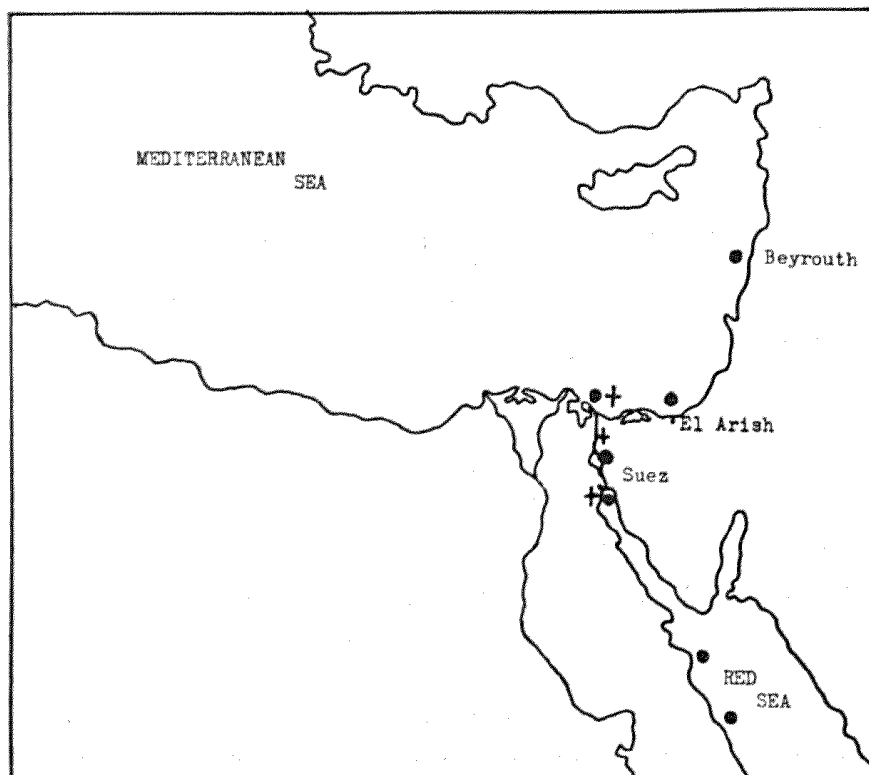 MEDITERRANEAN
SEA
Beyrouth
El Arish
Suez
RED
SEA